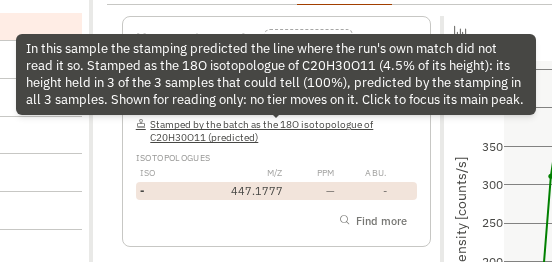 In this sample the stamping predicted the line where the run's own match did not
read it so. Stamped as the 18O isotopologue of C20H30O11 (4.5% of its height): its
height held in 3 of the 3 samples that could tell (100%), predicted by the stamping in
all 3 samples. Shown for reading only: no tier moves on it. Click to focus its main peak.
Stamped by the batch as the 18O isotopologue of
C20H30O11 (predicted)
ISOTOPOLOGUES
ISO M/Z PPM ABU.
- 447.1777 — -
Find more
350
300
250
200
ensity [counts/s]